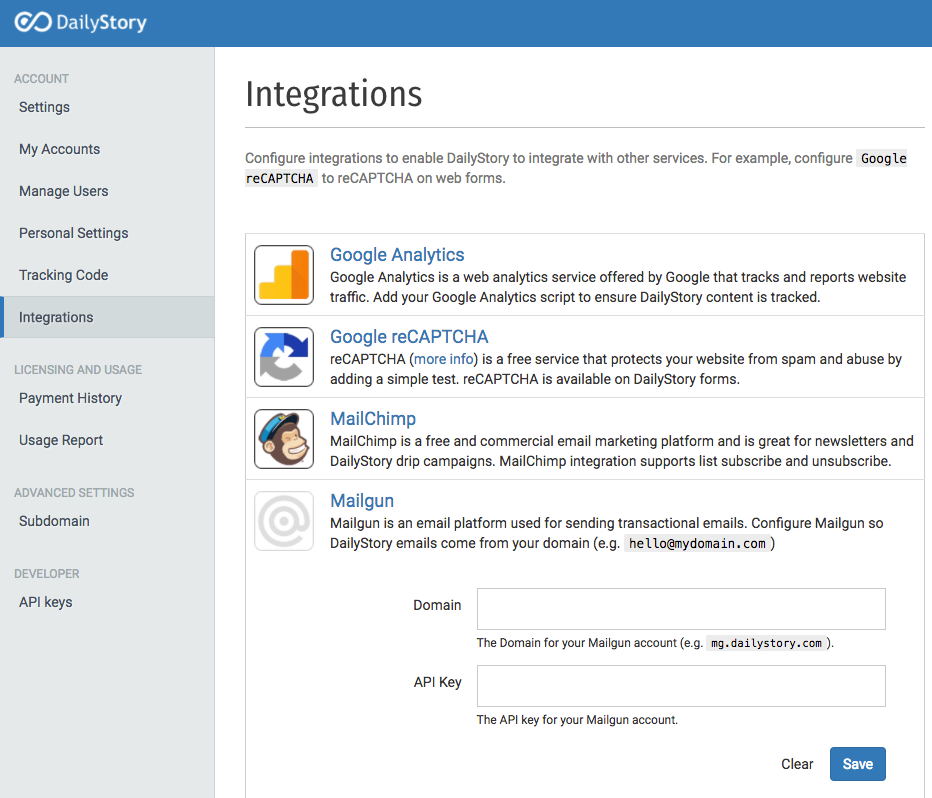 DailyStory
ACCOUNT
Settings
My Accounts
Manage Users
Personal Settings
Tracking Code
Integrations
LICENSING AND USAGE
Payment History
Usage Report
ADVANCED SETTINGS
Subdomain
DEVELOPER
API keys
Integrations
Configure integrations to enable DailyStory to integrate with other services. For example, configure Google
reCAPTCHA to reCAPTCHA on web forms.
Google Analytics
Google Analytics is a web analytics service offered by Google that tracks and reports website
traffic. Add your Google Analytics script to ensure DailyStory content is tracked.
Google reCAPTCHA
reCAPTCHA (more info) is a free service that protects your website from spam and abuse by
adding a simple test. reCAPTCHA is available on DailyStory forms.
MailChimp
MailChimp is a free and commercial email marketing platform and is great for newsletters and
DailyStory drip campaigns. MailChimp integration supports list subscribe and unsubscribe.
Mailgun
Mailgun is an email platform used for sending transactional emails. Configure Mailgun so
DailyStory emails come from your domain (e.g. hello@mydomain.com )
Domain
The Domain for your Mailgun account (e.g. mg.dailystory.com ).
API Key
The API key for your Mailgun account.
Clear Save